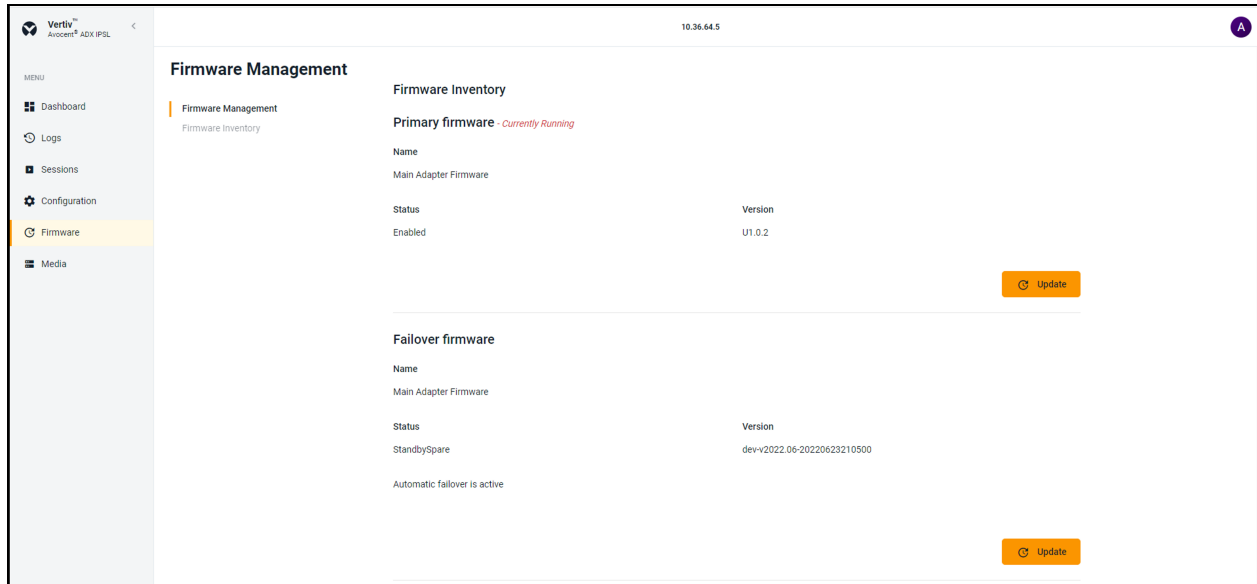 Vertiv™
Avocent® ADX IPSL
10.36.64.5
A
MENU
Dashboard
Logs
Sessions
Configuration
Firmware
Media
Firmware Management
Firmware Management
Firmware Inventory
Firmware Inventory
Primary firmware - Currently Running
Name
Main Adapter Firmware
Status Version
Enabled U1.0.2
Update
Failover firmware
Name
Main Adapter Firmware
Status Version
StandbySpare dev-v2022.06-20220623210500
Automatic failover is active
Update